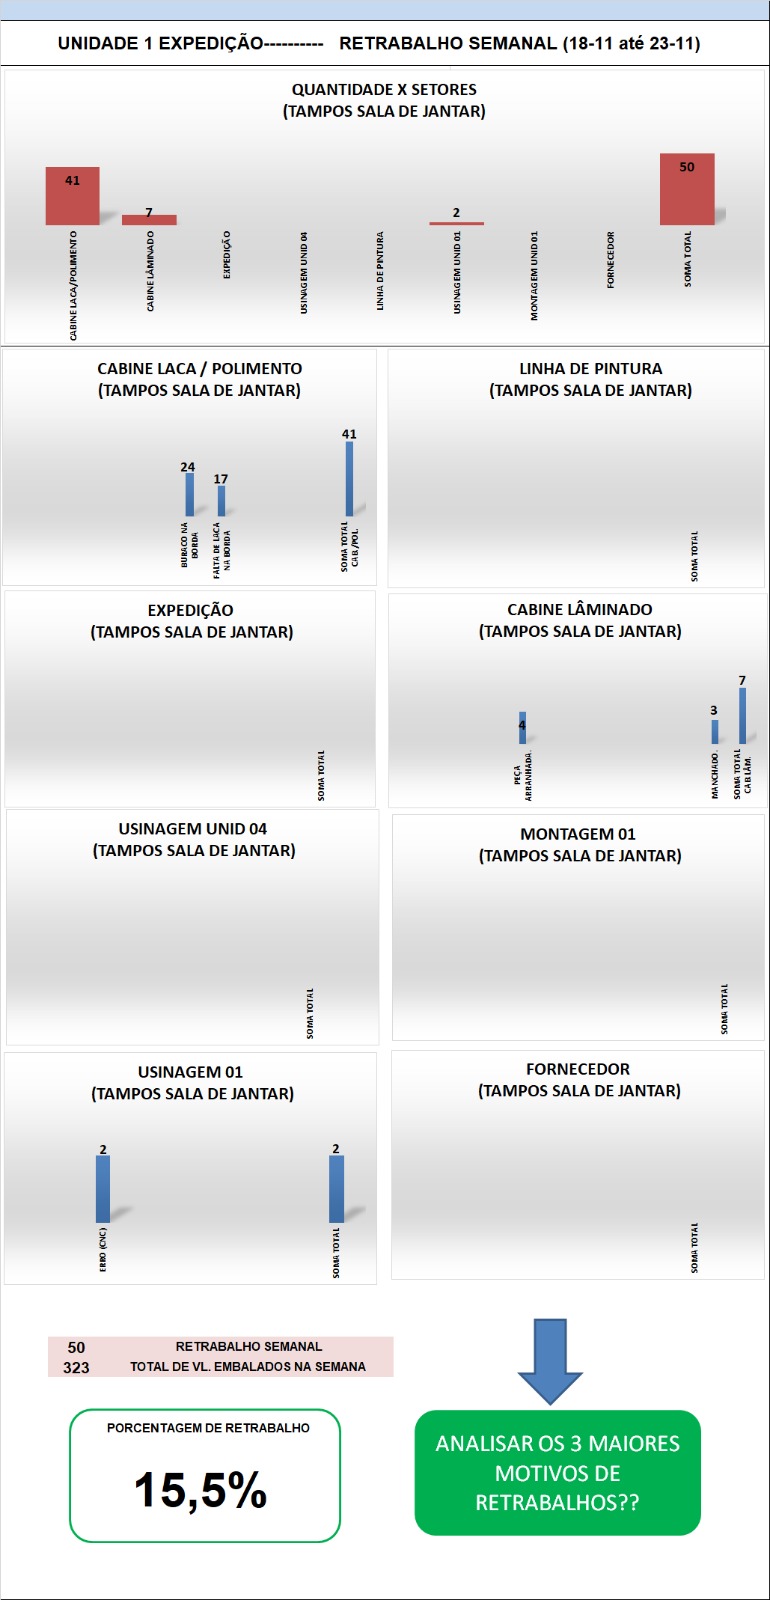 UNIDADE 1 EXPEDIÇÃO---------- RETRABALHO SEMANAL (18-11 até 23-11)
QUANTIDADE X SETORES
(TAMPOS SALA DE JANTAR)
41
7
2
50
CABINE LACA/POLIMENTO
CABINE LÂMINADO
EXPEDIÇÃO
USINAGEM UNID 04
LINHA DE PINTURA
USINAGEM UNID 01
MONTAGEM UNID 01
FORNECEDOR
SOMA TOTAL
CABINE LACA / POLIMENTO
(TAMPOS SALA DE JANTAR)
24
17
41
BURACO NA
BORDA
FALTA DE LACA
NA BORDA
SOMA TOTAL
CAB./POL.
LINHA DE PINTURA
(TAMPOS SALA DE JANTAR)
SOMA TOTAL
EXPEDIÇÃO
(TAMPOS SALA DE JANTAR)
SOMA TOTAL
CABINE LÂMINADO
(TAMPOS SALA DE JANTAR)
4
3
7
PEÇA
ARRANHADA.
MANCHADO.
SOMA TOTAL
CAB LÂM.
USINAGEM UNID 04
(TAMPOS SALA DE JANTAR)
SOMA TOTAL
MONTAGEM 01
(TAMPOS SALA DE JANTAR)
SOMA TOTAL
USINAGEM 01
(TAMPOS SALA DE JANTAR)
2
2
ERRO (CNC)
SOMA TOTAL
FORNECEDOR
(TAMPOS SALA DE JANTAR)
SOMA TOTAL
50 RETRABALHO SEMANAL
323 TOTAL DE VL. EMBALADOS NA SEMANA
PORCENTAGEM DE RETRABALHO
15,5%
ANALISAR OS 3 MAIORES
MOTIVOS DE
RETRABALHOS??